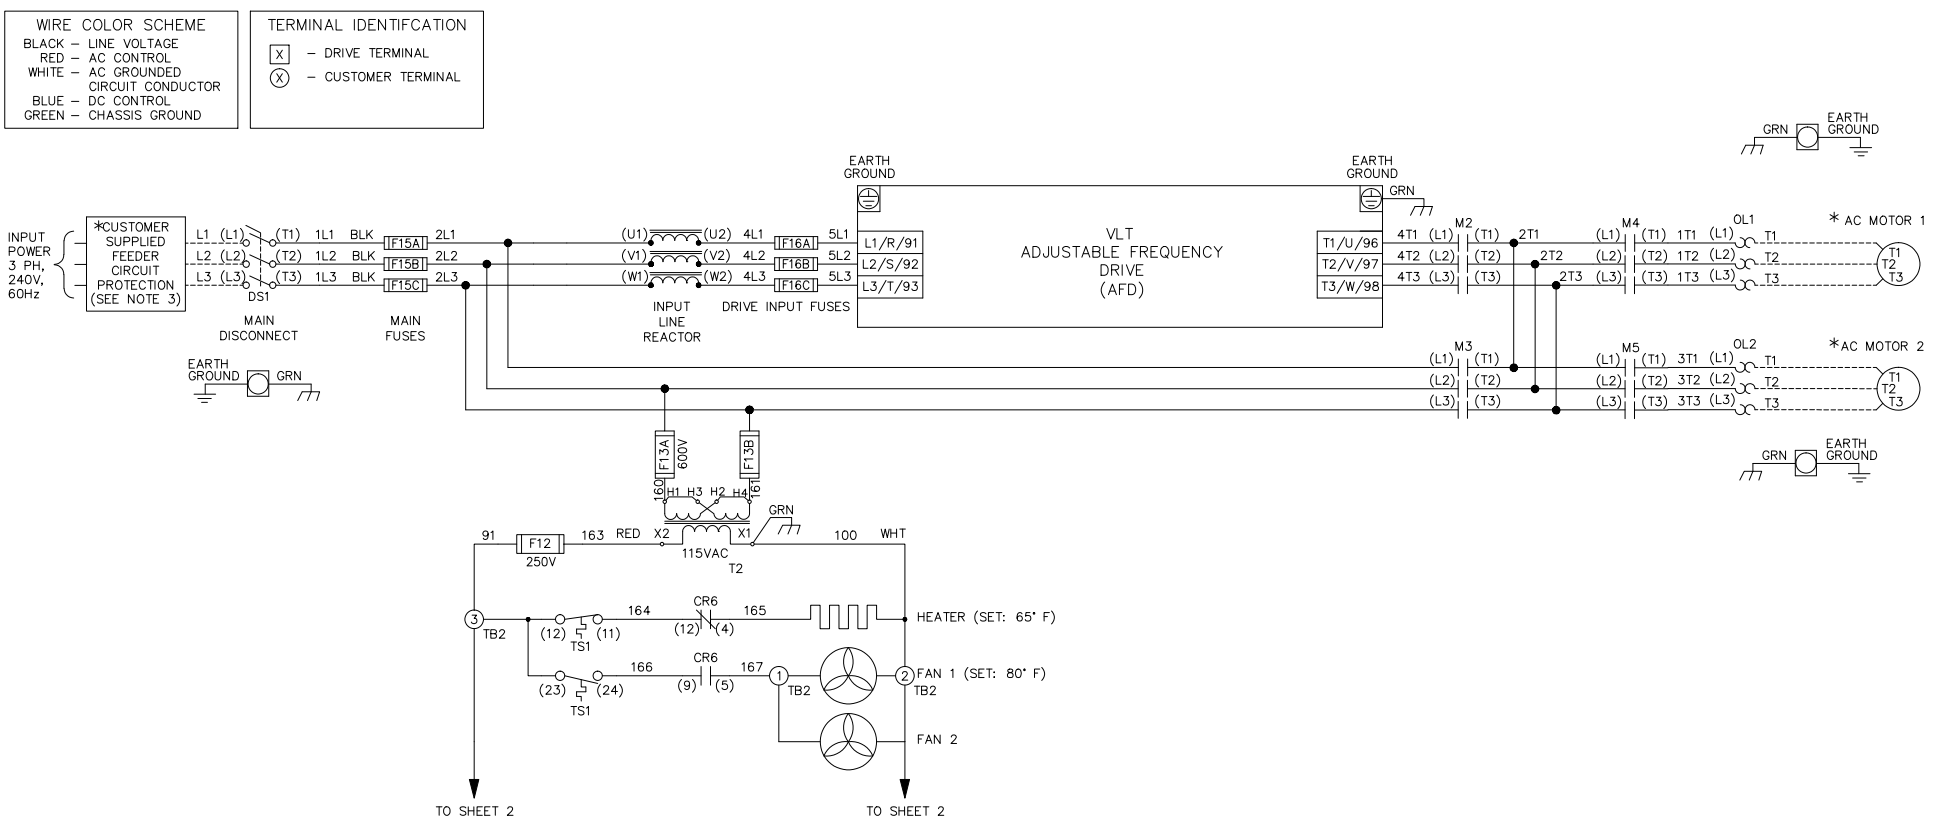 WIRE COLOR SCHEME
BLACK – LINE VOLTAGE
RED – AC CONTROL
WHITE – AC GROUNDED
CIRCUIT CONDUCTOR
BLUE – DC CONTROL
GREEN – CHASSIS GROUND
TERMINAL IDENTIFCATION
X – DRIVE TERMINAL
X – CUSTOMER TERMINAL
GRN EARTH
GROUND
EARTH
GROUND
EARTH
GROUND
GRN
INPUT
POWER
3 PH,
240V,
60Hz
*CUSTOMER
SUPPLIED
FEEDER
CIRCUIT
PROTECTION
(SEE NOTE 3)
L1 (L1) (T1) 1L1 BLK F15A 2L1
L2 (L2) (T2) 1L2 BLK F15B 2L2
L3 (L3) (T3) 1L3 BLK F15C 2L3
DS1
MAIN
DISCONNECT
MAIN
FUSES
(U1) (U2) 4L1 F16A 5L1 L1/R/91
(V1) (V2) 4L2 F16B 5L2 L2/S/92
(W1) (W2) 4L3 F16C 5L3 L3/T/93
INPUT
LINE
REACTOR
DRIVE INPUT FUSES
VLT
ADJUSTABLE FREQUENCY
DRIVE
(AFD)
M2 M4 OL1 * AC MOTOR 1
T1/U/96 4T1 (L1) (T1) 2T1 (L1) (T1) 1T1 (L1) T1
T2/V/97 4T2 (L2) (T2) 2T2 (L2) (T2) 1T2 (L2) T2
T3/W/98 4T3 (L3) (T3) 2T3 (L3) (T3) 1T3 (L3) T3
T1
T2
T3
EARTH
GROUND GRN
M3 M5 OL2 *AC MOTOR 2
(L1) (T1) (L1) (T1) 3T1 (L1) T1
(L2) (T2) (L2) (T2) 3T2 (L2) T2
(L3) (T3) (L3) (T3) 3T3 (L3) T3
T1
T2
T3
GRN EARTH
GROUND
F13A
600V
F13B
160
161
H1 H3 H2 H4
GRN
91 F12 163 RED X2 X1 100 WHT
250V
115VAC
T2
3
TB2
(12) (11)
TS1
164
CR6
(12) (4)
165
HEATER (SET: 65° F)
(23) (24)
TS1
166
CR6
(9) (5)
167
1
TB2
2
TB2
FAN 1 (SET: 80° F)
FAN 2
TO SHEET 2
TO SHEET 2